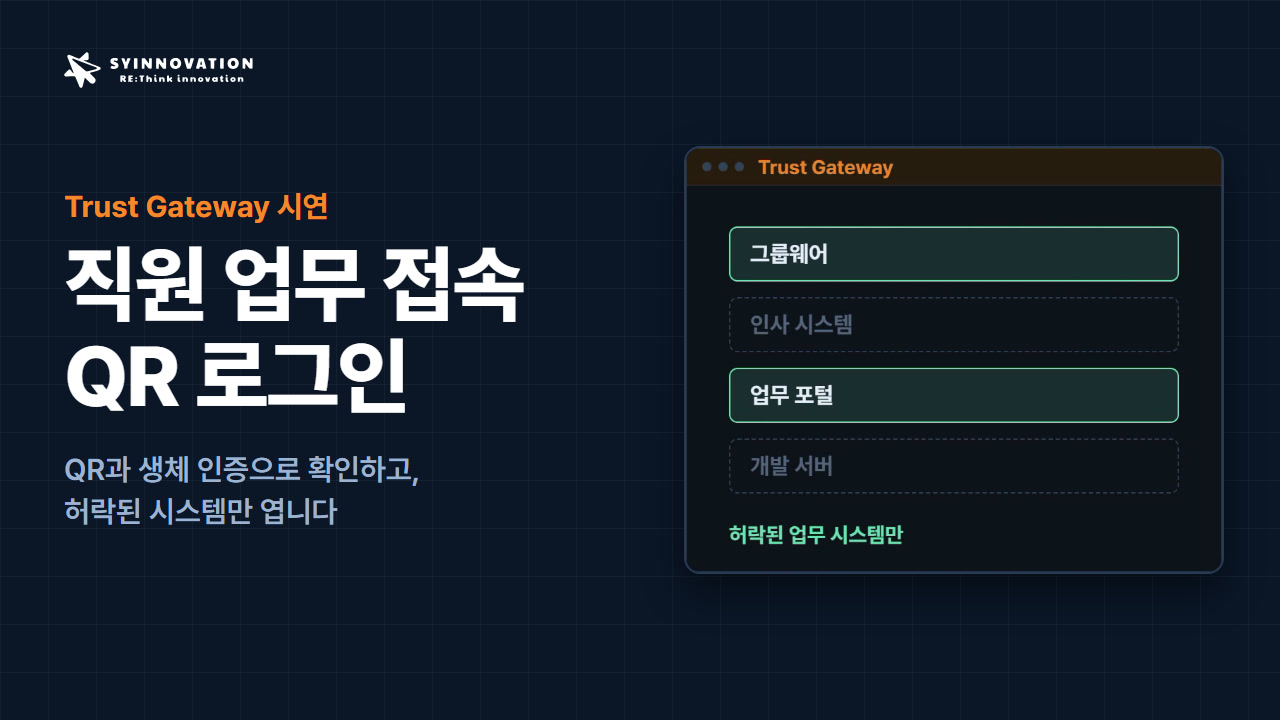 SYINNOVATION
RE:Think innovation
Trust Gateway 시연
직원 업무 접속
QR 로그인
QR과 생체 인증으로 확인하고,
허락된 시스템만 엽니다
Trust Gateway
그룹웨어
인사 시스템
업무 포털
개발 서버
허락된 업무 시스템만